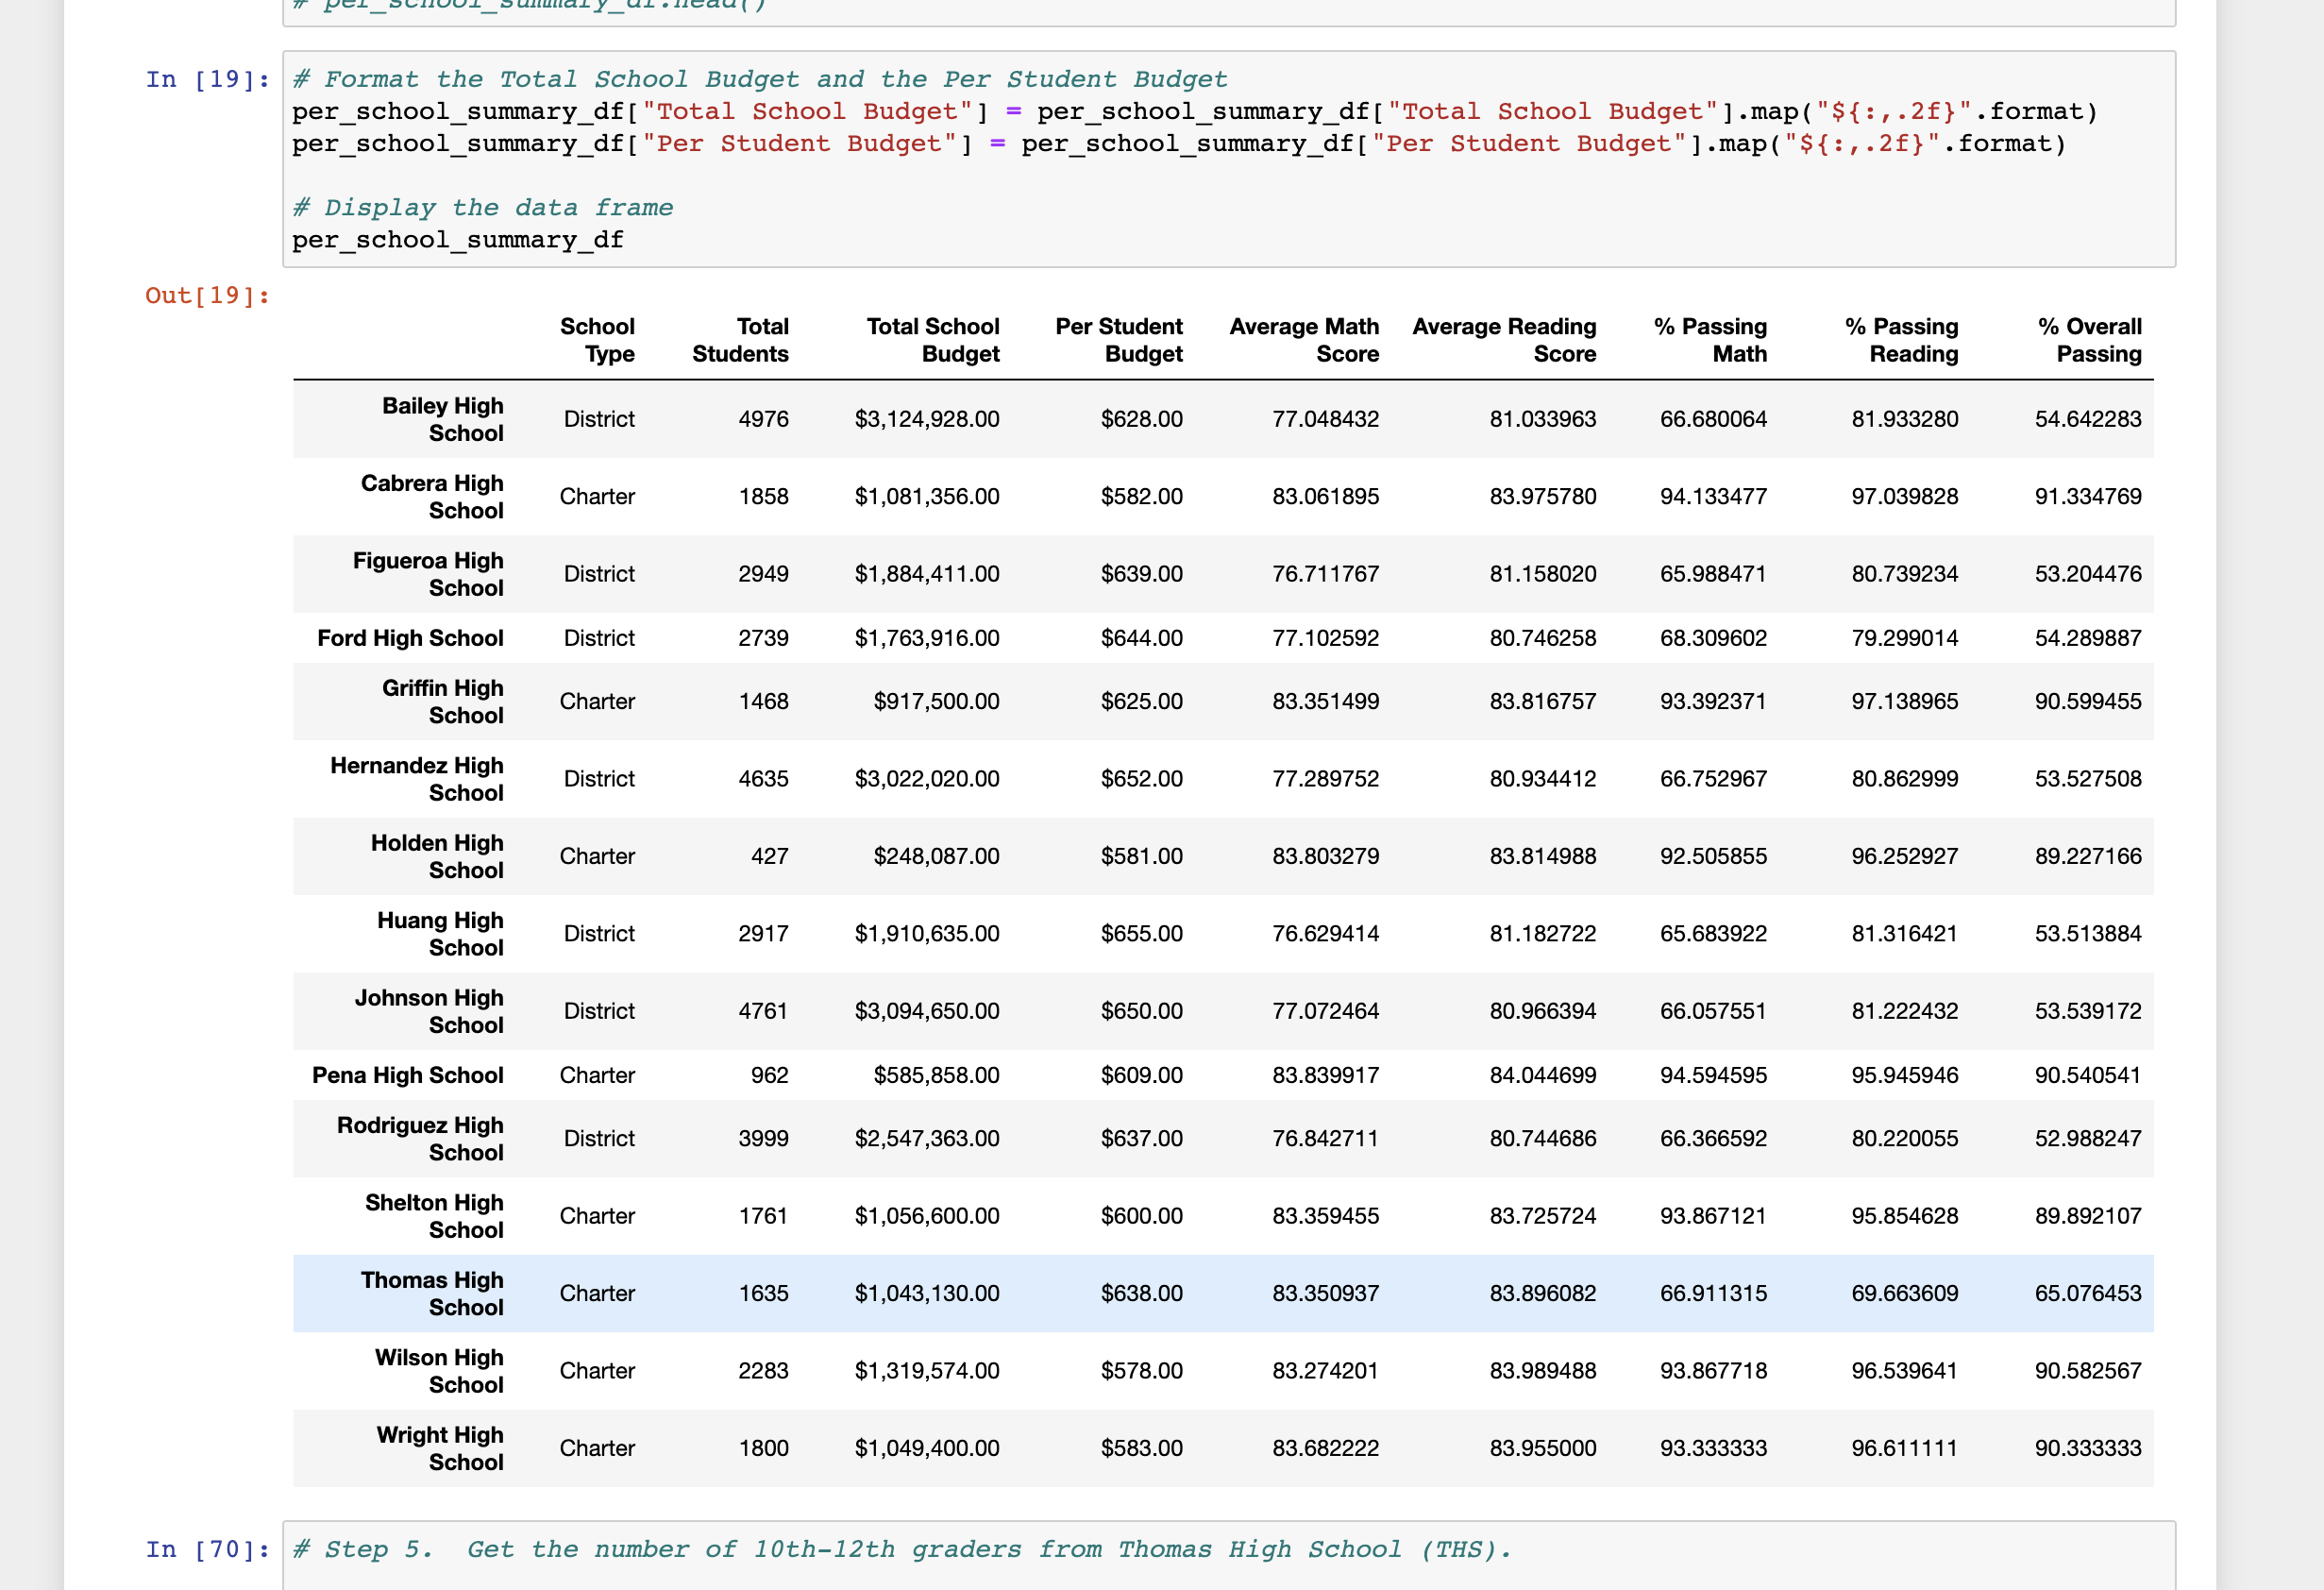 # per_school_summary_df.head()
In [19]: # Format the Total School Budget and the Per Student Budget
per_school_summary_df["Total School Budget"] = per_school_summary_df["Total School Budget"].map("${:,.2f}".format)
per_school_summary_df["Per Student Budget"] = per_school_summary_df["Per Student Budget"].map("${:,.2f}".format)
# Display the data frame
per_school_summary_df
Out[19]:
School Type Total Students Total School Budget Per Student Budget Average Math Score Average Reading Score % Passing Math % Passing Reading % Overall Passing
Bailey High School District 4976 $3,124,928.00 $628.00 77.048432 81.033963 66.680064 81.933280 54.642283
Cabrera High School Charter 1858 $1,081,356.00 $582.00 83.061895 83.975780 94.133477 97.039828 91.334769
Figueroa High School District 2949 $1,884,411.00 $639.00 76.711767 81.158020 65.988471 80.739234 53.204476
Ford High School District 2739 $1,763,916.00 $644.00 77.102592 80.746258 68.309602 79.299014 54.289887
Griffin High School Charter 1468 $917,500.00 $625.00 83.351499 83.816757 93.392371 97.138965 90.599455
Hernandez High School District 4635 $3,022,020.00 $652.00 77.289752 80.934412 66.752967 80.862999 53.527508
Holden High School Charter 427 $248,087.00 $581.00 83.803279 83.814988 92.505855 96.252927 89.227166
Huang High School District 2917 $1,910,635.00 $655.00 76.629414 81.182722 65.683922 81.316421 53.513884
Johnson High School District 4761 $3,094,650.00 $650.00 77.072464 80.966394 66.057551 81.222432 53.539172
Pena High School Charter 962 $585,858.00 $609.00 83.839917 84.044699 94.594595 95.945946 90.540541
Rodriguez High School District 3999 $2,547,363.00 $637.00 76.842711 80.744686 66.366592 80.220055 52.988247
Shelton High School Charter 1761 $1,056,600.00 $600.00 83.359455 83.725724 93.867121 95.854628 89.892107
Thomas High School Charter 1635 $1,043,130.00 $638.00 83.350937 83.896082 66.911315 69.663609 65.076453
Wilson High School Charter 2283 $1,319,574.00 $578.00 83.274201 83.989488 93.867718 96.539641 90.582567
Wright High School Charter 1800 $1,049,400.00 $583.00 83.682222 83.955000 93.333333 96.611111 90.333333
In [70]: # Step 5.  Get the number of 10th-12th graders from Thomas High School (THS).